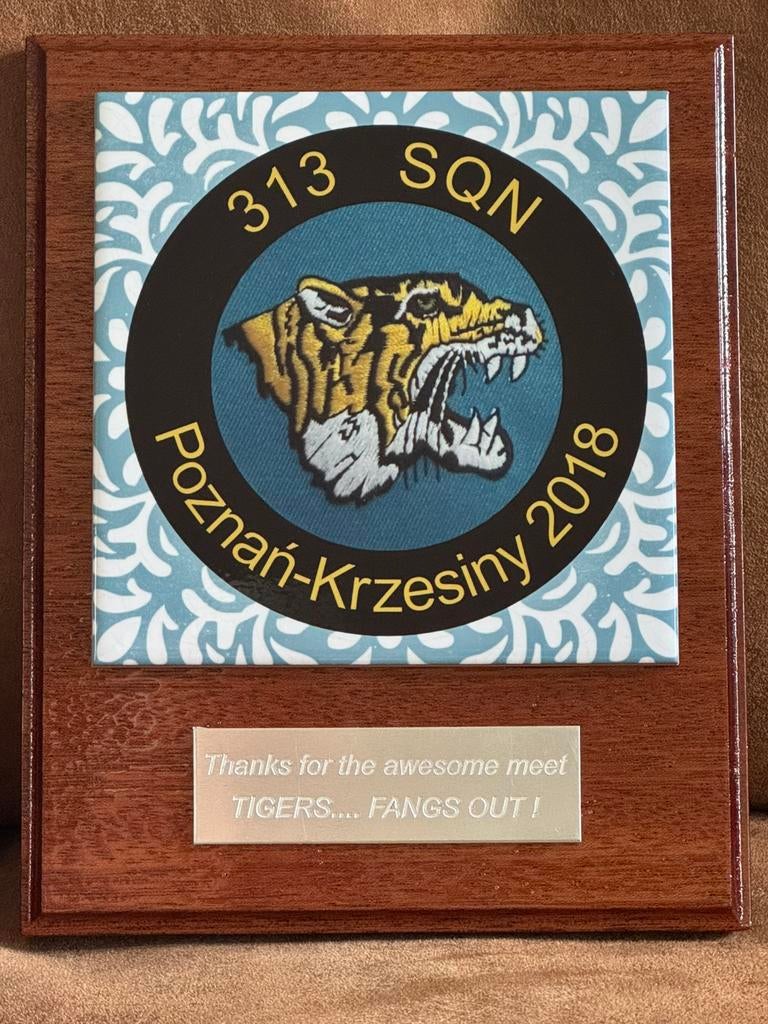 313 SQN
Poznań-Krzesiny 2018
Thanks for the awesome meet
TIGERS.... FANGS OUT !